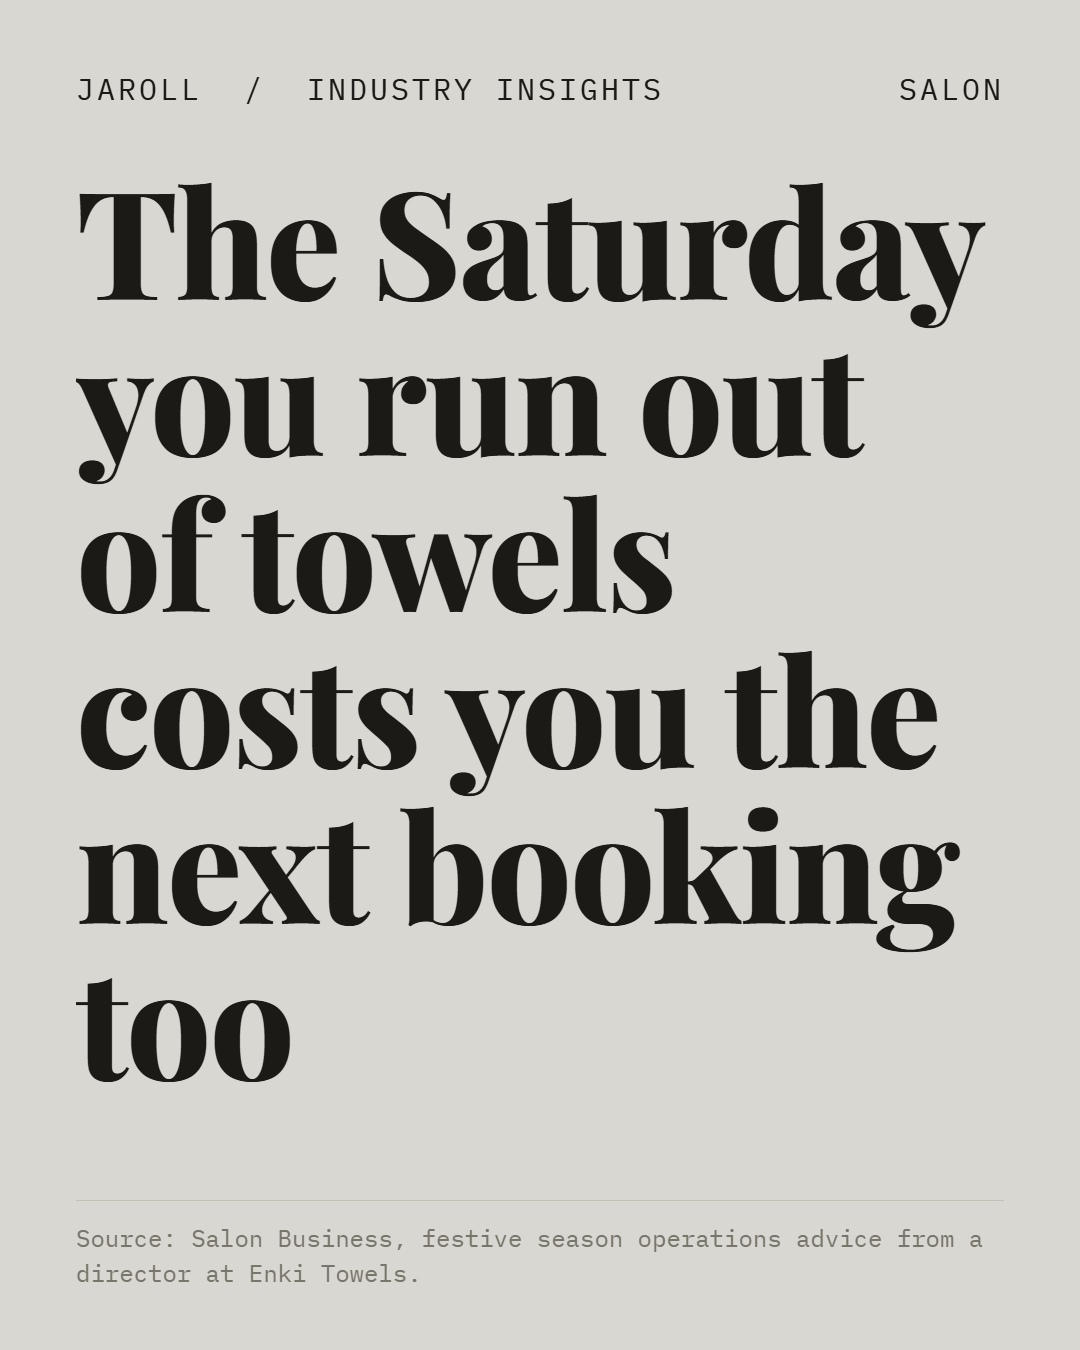 JAROLL / INDUSTRY INSIGHTS SALON
The Saturday
you run out
of towels
costs you the
next booking
too
Source: Salon Business, festive season operations advice from a
director at Enki Towels.